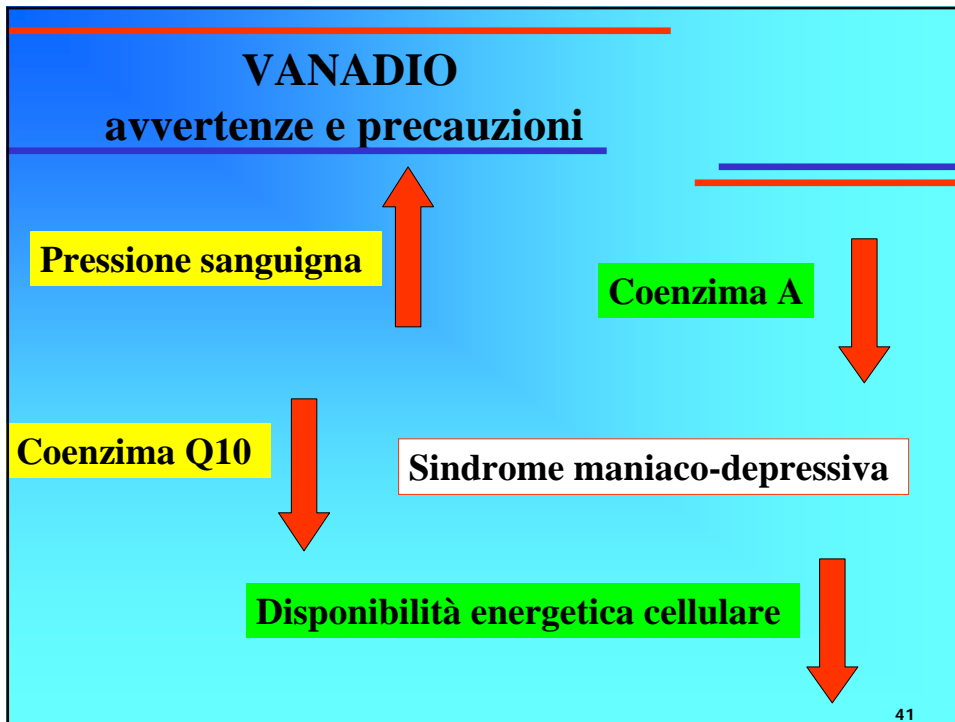 VANADIO
avvertenze e precauzioni
Pressione sanguigna
Coenzima A
Coenzima Q10
Sindrome maniaco-depressiva
Disponibilità energetica cellulare
41